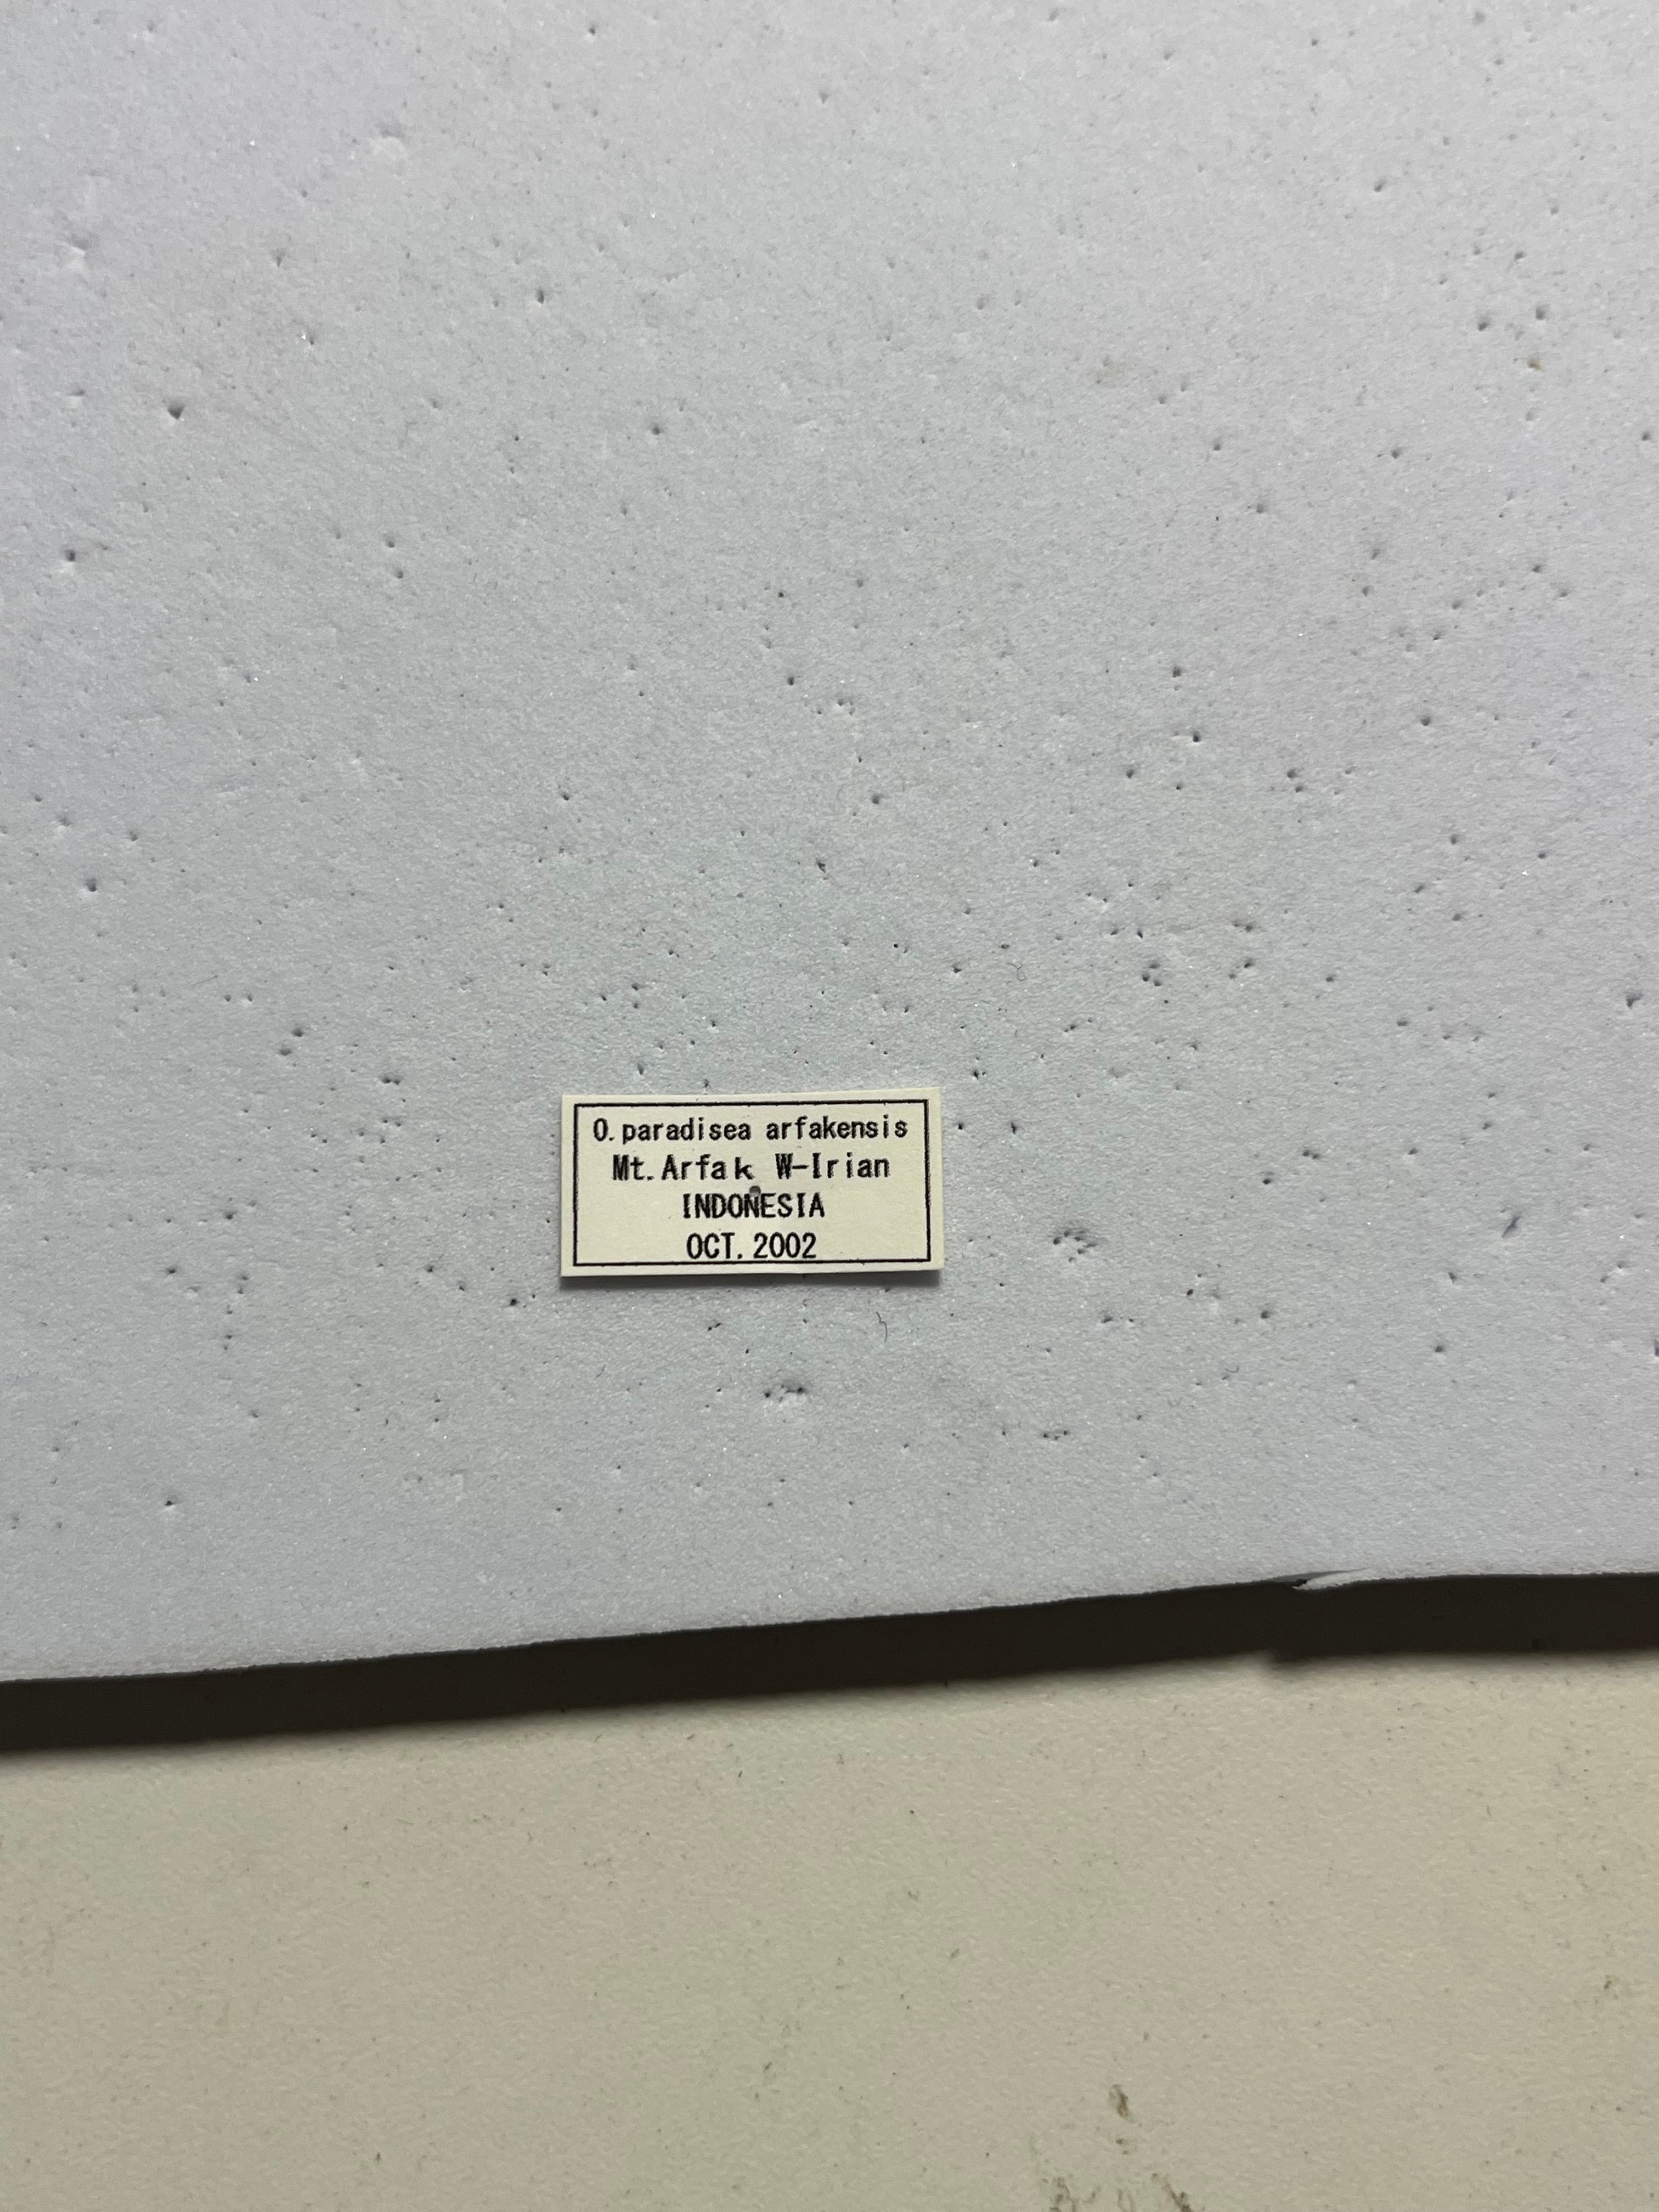 O.paradisea arfakensis
Mt.Arfak W-Irian
INDONESIA
OCT.2002